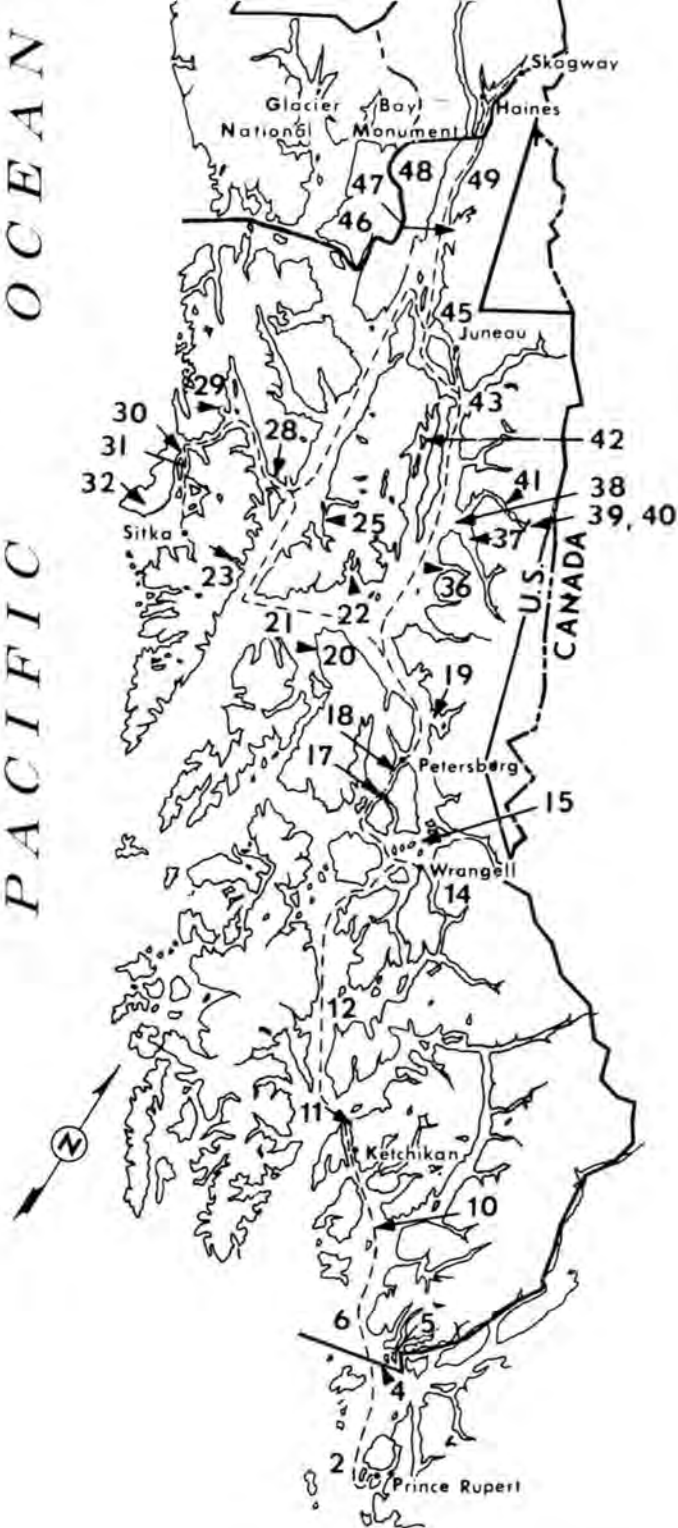 PACIFIC OCEAN
Skagway
Glacier Bay
Haines
National Monument
47
48
49
46
N
45
Juneau
29
43
30
28
42
31
41
32
38
25
39, 40
Sitka
37
23
36
U.S.
CANADA
22
21
20
19
18
Petersburg
17
15
Wrangell
14
12
11
N
Ketchikan
10
6
5
4
2
Prince Rupert